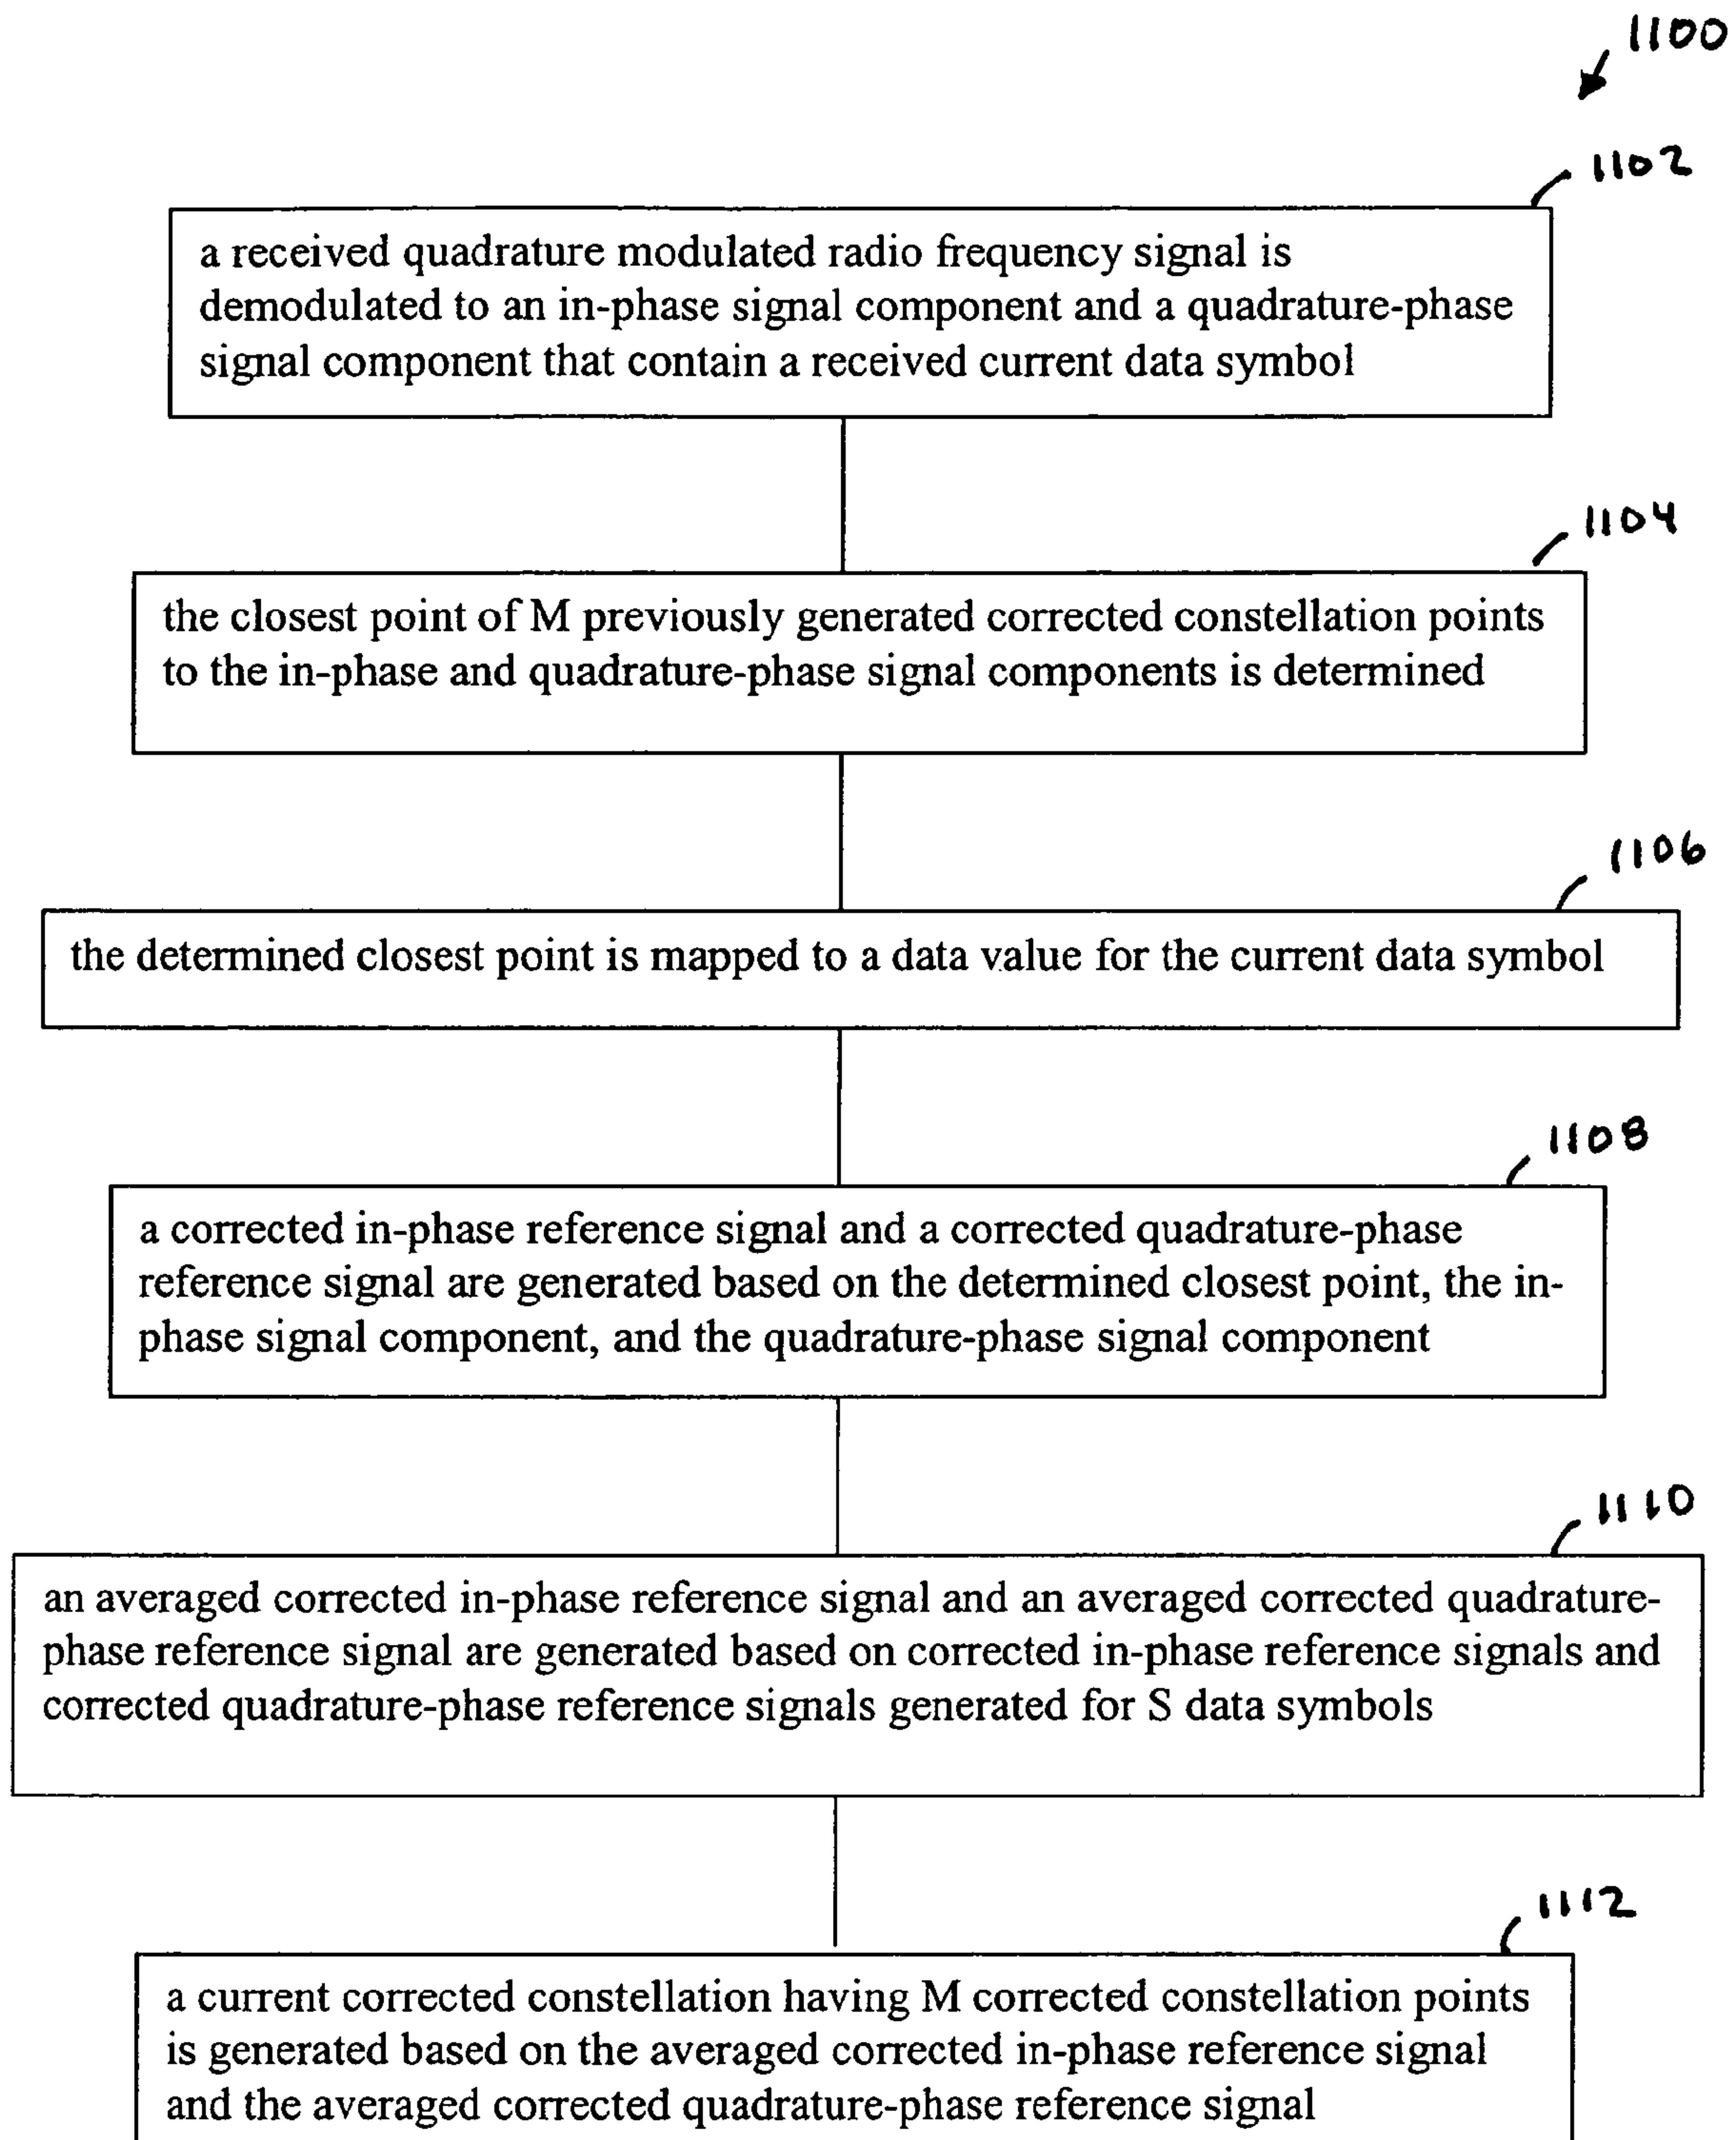 1100
1102
a received quadrature modulated radio frequency signal is
demodulated to an in-phase signal component and a quadrature-phase
signal component that contain a received current data symbol
1104
the closest point of M previously generated corrected constellation points
to the in-phase and quadrature-phase signal components is determined
1106
the determined closest point is mapped to a data value for the current data symbol
1108
a corrected in-phase reference signal and a corrected quadrature-phase
reference signal are generated based on the determined closest point, the in-
phase signal component, and the quadrature-phase signal component
1110
an averaged corrected in-phase reference signal and an averaged corrected quadrature-
phase reference signal are generated based on corrected in-phase reference signals and
corrected quadrature-phase reference signals generated for S data symbols
1112
a current corrected constellation having M corrected constellation points
is generated based on the averaged corrected in-phase reference signal
and the averaged corrected quadrature-phase reference signal